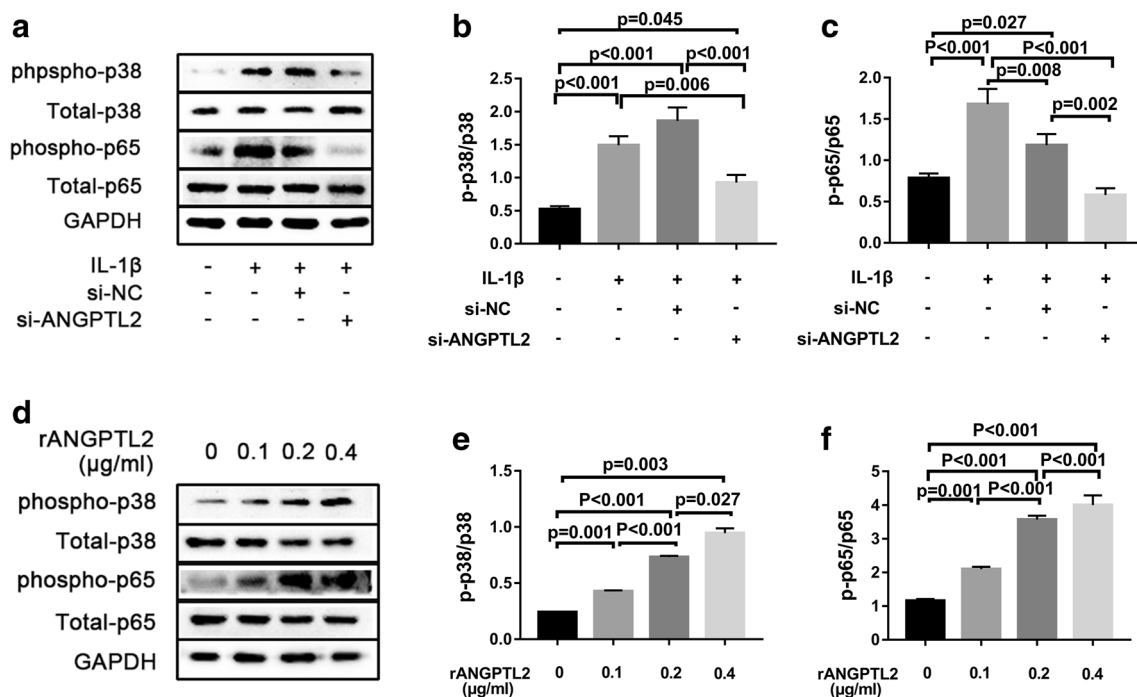 a
phpspho-p38
Total-p38
phospho-p65
Total-p65
GAPDH
IL-1β - + + +
si-NC - - + -
si-ANGPTL2 - - - +
b
p=0.045
p<0.001 p<0.001
p<0.001 p=0.006
p-p38/p38
2.5
2.0
1.5
1.0
0.5
0.0
IL-1β - + + +
si-NC - - + -
si-ANGPTL2 - - - +
c
p=0.027
P<0.001 P<0.001
p=0.008
p=0.002
p-p65/p65
2.0
1.5
1.0
0.5
0.0
IL-1β - + + +
si-NC - - + -
si-ANGPTL2 - - - +
d
rANGPTL2 0 0.1 0.2 0.4
(μg/ml)
phospho-p38
Total-p38
phospho-p65
Total-p65
GAPDH
e
p=0.003
P<0.001 p=0.027
p=0.001 P<0.001
p-p38/p38
1.5
1.0
0.5
0.0
rANGPTL2 0 0.1 0.2 0.4
(μg/ml)
f
P<0.001
P<0.001 P<0.001
p=0.001 P<0.001
p-p65/p65
5
4
3
2
1
0
rANGPTL2 0 0.1 0.2 0.4
(μg/ml)